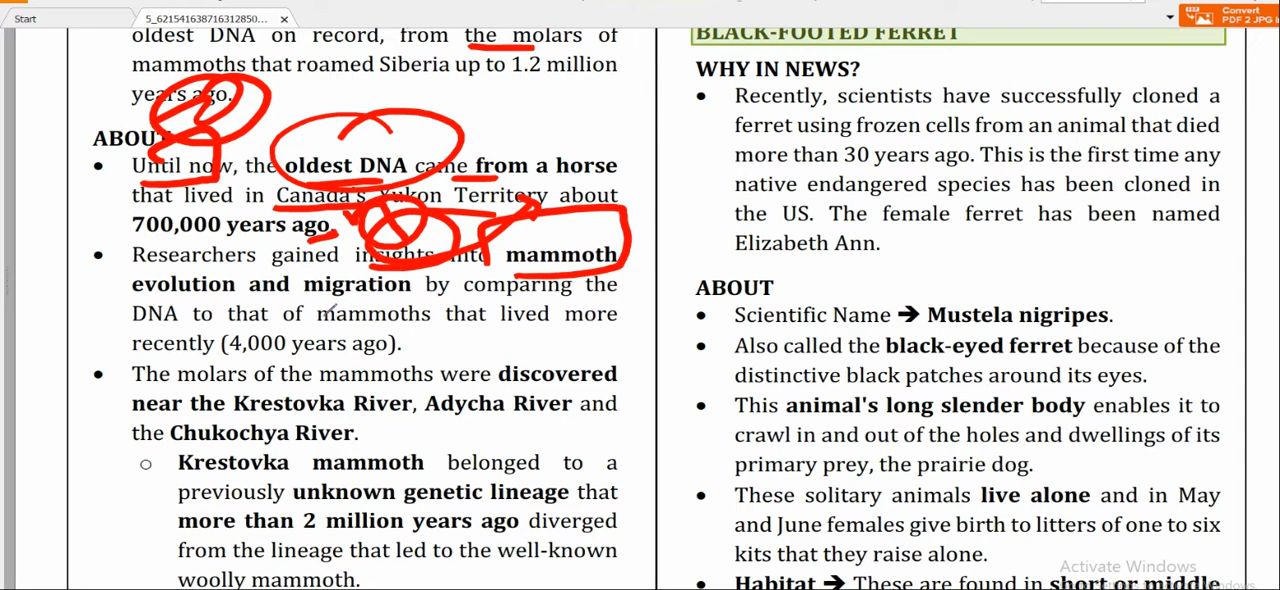 Start
5_621541638716312850...
Convert
PDF 2 JPG in
oldest DNA on record, from the molars of
mammoths that roamed Siberia up to 1.2 million
years ago.
ABOUT
• Until now, the oldest DNA came from a horse
that lived in Canada's Yukon Territory about
700,000 years ago.
• Researchers gained insights into mammoth
evolution and migration by comparing the
DNA to that of mammoths that lived more
recently (4,000 years ago).
• The molars of the mammoths were discovered
near the Krestovka River, Adycha River and
the Chukochya River.
o Krestovka mammoth belonged to a
previously unknown genetic lineage that
more than 2 million years ago diverged
from the lineage that led to the well-known
woolly mammoth.
BLACK-FOOTED FERRET
WHY IN NEWS?
• Recently, scientists have successfully cloned a
ferret using frozen cells from an animal that died
more than 30 years ago. This is the first time any
native endangered species has been cloned in
the US. The female ferret has been named
Elizabeth Ann.
ABOUT
• Scientific Name ➔ Mustela nigripes.
• Also called the black-eyed ferret because of the
distinctive black patches around its eyes.
• This animal's long slender body enables it to
crawl in and out of the holes and dwellings of its
primary prey, the prairie dog.
• These solitary animals live alone and in May
and June females give birth to litters of one to six
kits that they raise alone.
• Habitat ➔ These are found in short or middle
Activate Windows